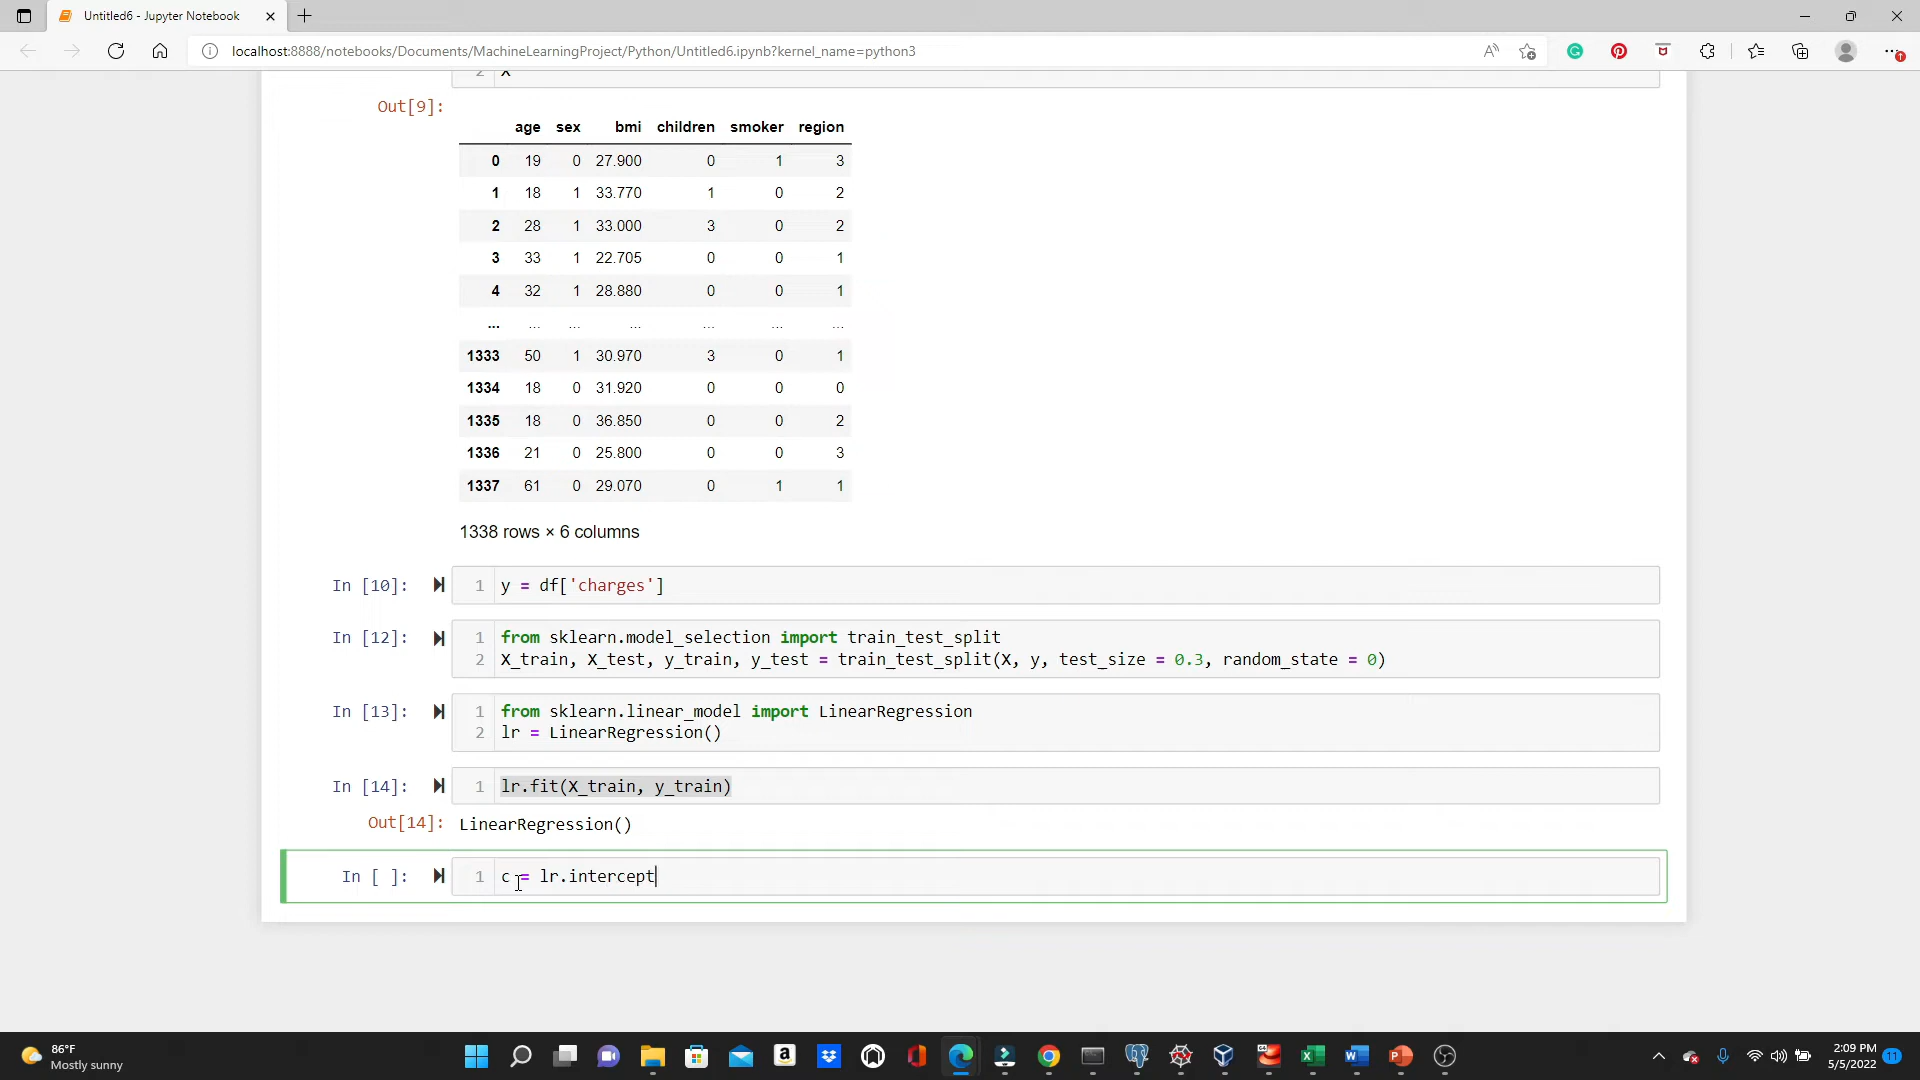 Untitled6 - Jupyter Notebook
localhost:8888/notebooks/Documents/MachineLearningProject/Python/Untitled6.ipynb?kernel_name=python3
2 X
Out[9]:
age sex bmi children smoker region
0 19 0 27.900 0 1 3
1 18 1 33.770 1 0 2
2 28 1 33.000 3 0 2
3 33 1 22.705 0 0 1
4 32 1 28.880 0 0 1
... ... ... ... ... ... ...
1333 50 1 30.970 3 0 1
1334 18 0 31.920 0 0 0
1335 18 0 36.850 0 0 2
1336 21 0 25.800 0 0 3
1337 61 0 29.070 0 1 1
1338 rows × 6 columns
In [10]: 1 y = df['charges']
In [12]: 1 from sklearn.model_selection import train_test_split
2 X_train, X_test, y_train, y_test = train_test_split(X, y, test_size = 0.3, random_state = 0)
In [13]: 1 from sklearn.linear_model import LinearRegression
2 lr = LinearRegression()
In [14]: 1 lr.fit(X_train, y_train)
Out[14]: LinearRegression()
In [ ]: 1 c = lr.intercept
86°F
Mostly sunny
2:09 PM
5/5/2022
11